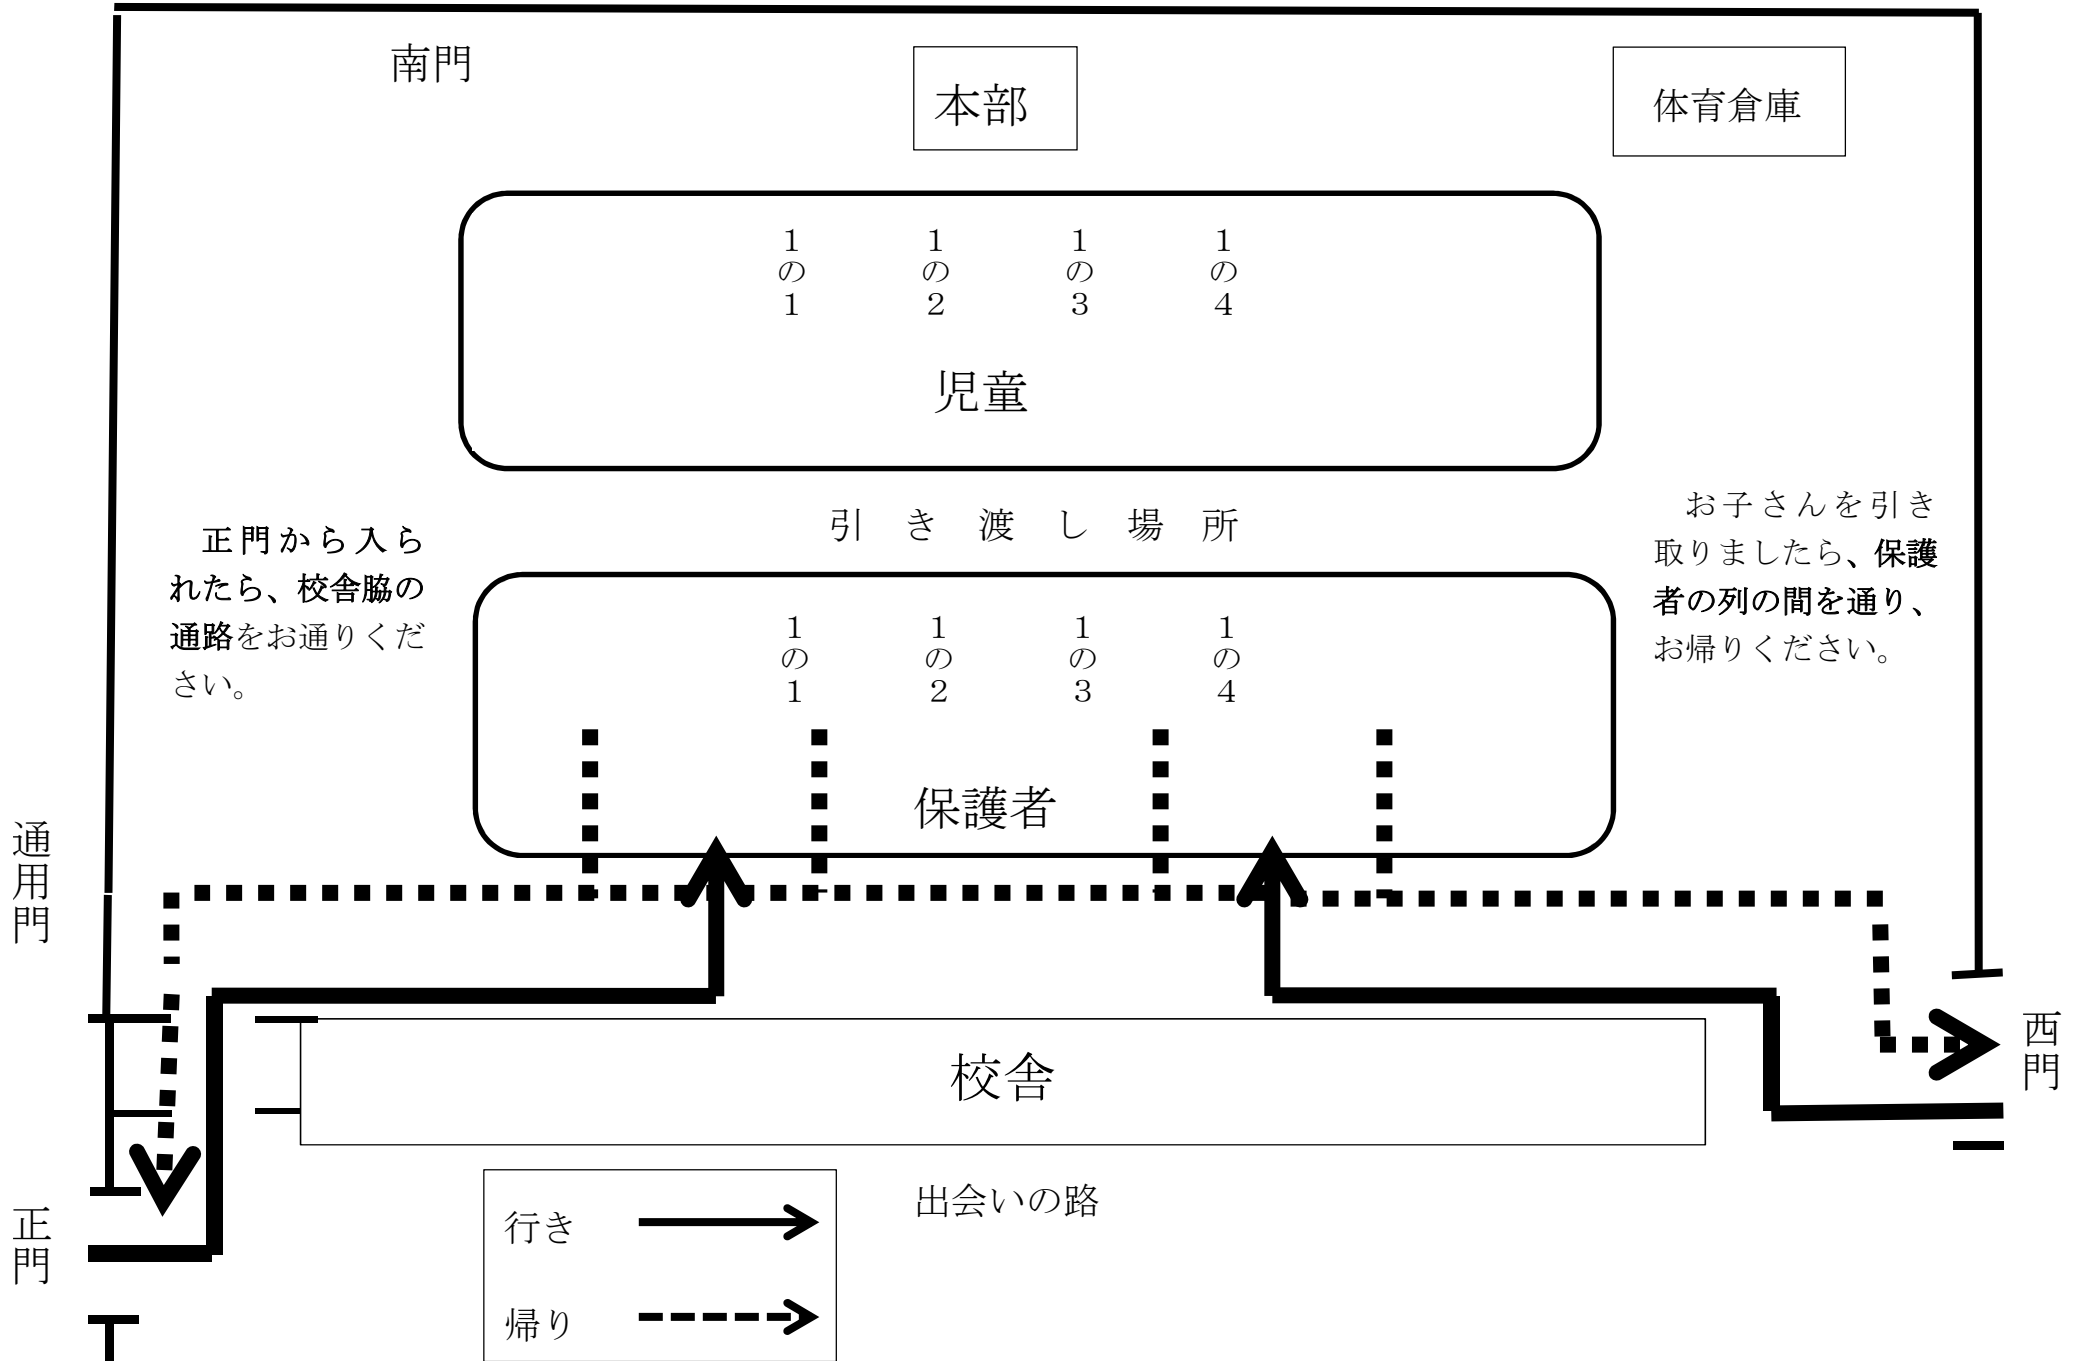 南門
本部
体育倉庫
１の１
１の２
１の３
１の４
児童
引き渡し場所
正門から入ら
れたら、校舎脇の
通路をお通りくだ
さい。
お子さんを引き
取りましたら、保護
者の列の間を通り、
お帰りください。
１の１
１の２
１の３
１の４
保護者
通用門
校舎
西門
正門
出会いの路
行き
帰り